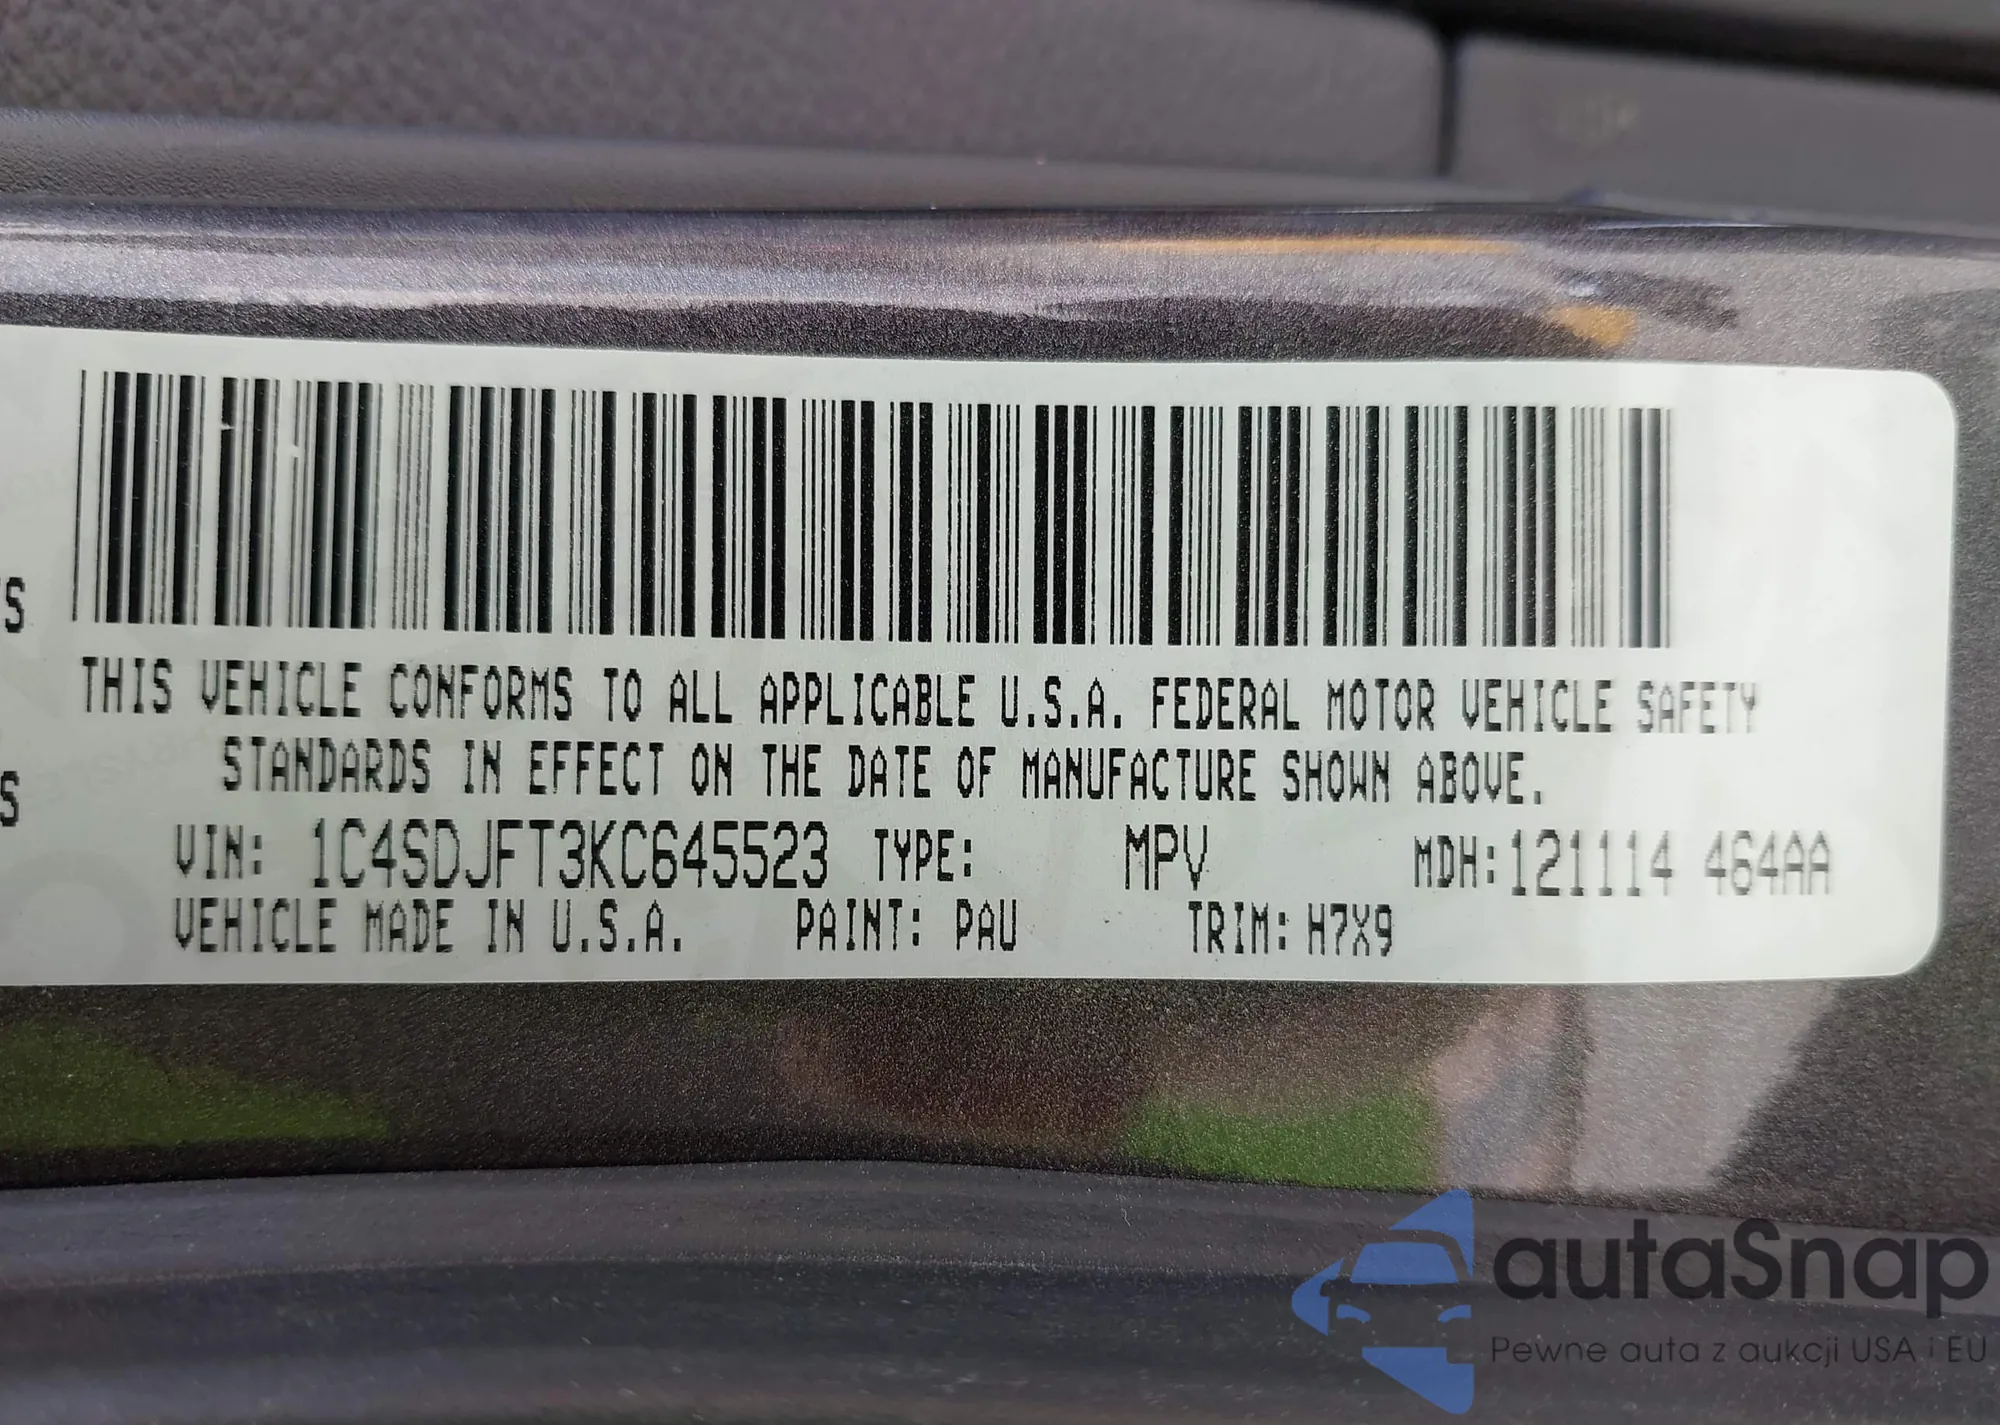 S
THIS VEHICLE CONFORMS TO ALL APPLICABLE U.S.A. FEDERAL MOTOR VEHICLE SAFETY
STANDARDS IN EFFECT ON THE DATE OF MANUFACTURE SHOWN ABOVE.
S
VIN: 1C4SDJFT3KC645523 TYPE: MPV MDH:121114 464AA
VEHICLE MADE IN U.S.A. PAINT: PAU TRIM: H7X9
autaSnap
Pewne auta z aukcji USA i EU